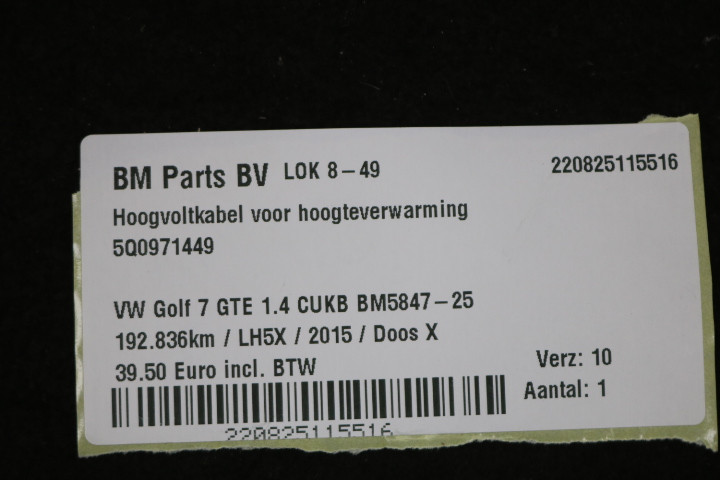 BM Parts BV LOK 8-49 220825115516
Hoogvoltkabel voor hoogteverwarming
5Q0971449
VW Golf 7 GTE 1.4 CUKB BM5847-25
192.836km / LH5X / 2015 / Doos X
39.50 Euro incl. BTW Verz: 10
Aantal: 1
220825115516